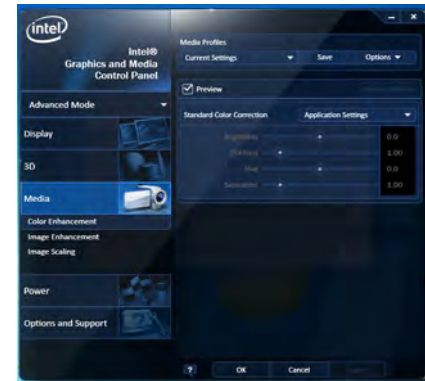 intel
Intel®
Graphics and Media
Control Panel
Advanced Mode
Display
3D
Media
Color Enhancement
Image Enhancement
Image Scaling
Power
Options and Support
Media Profiles
Current Settings Save Options
Preview
Standard Color Correction Application Settings
Brightness 0.0
Contrast 1.00
Hue 0.0
Saturation 1.00
? OK Cancel